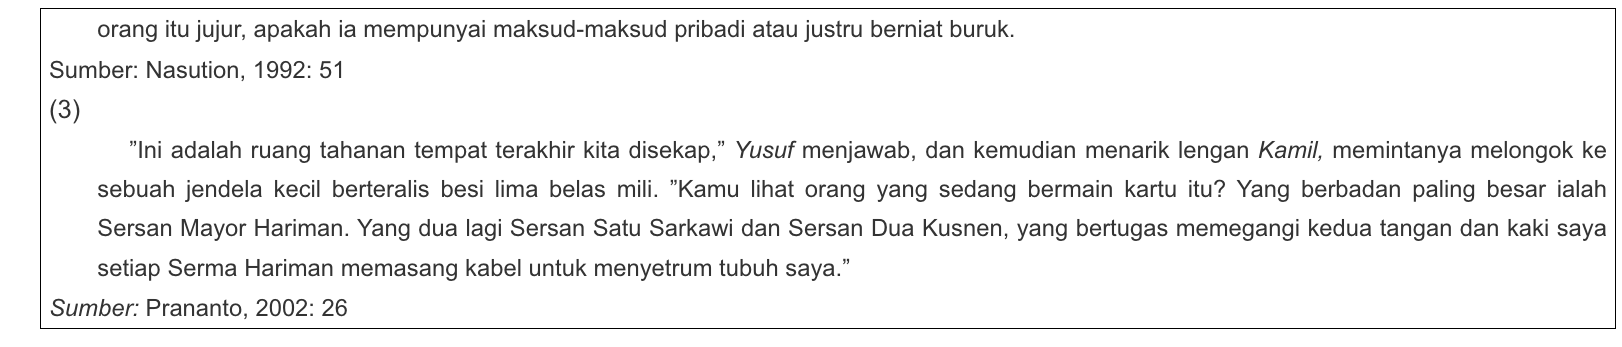 orang itu jujur, apakah ia mempunyai maksud-maksud pribadi atau justru berniat buruk.
Sumber: Nasution, 1992: 51
(3)
”Ini adalah ruang tahanan tempat terakhir kita disekap,” Yusuf menjawab, dan kemudian menarik lengan Kamil, memintanya melongok ke
sebuah jendela kecil berteralis besi lima belas mili. ”Kamu lihat orang yang sedang bermain kartu itu? Yang berbadan paling besar ialah
Sersan Mayor Hariman. Yang dua lagi Sersan Satu Sarkawi dan Sersan Dua Kusnen, yang bertugas memegangi kedua tangan dan kaki saya
setiap Serma Hariman memasang kabel untuk menyetrum tubuh saya.”
Sumber: Prananto, 2002: 26